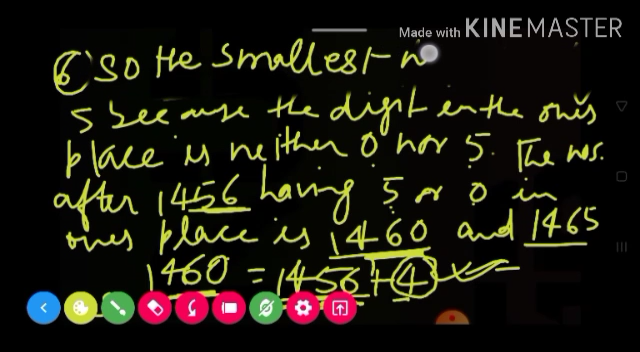 Made with KINEMASTER
6 so the smallest n
5 because the digit in the ones
place is neither 0 nor 5. The nos.
after 1456 having 5 or 0 in
ones place is 1460 and 1465
1460 = 1456 + 4